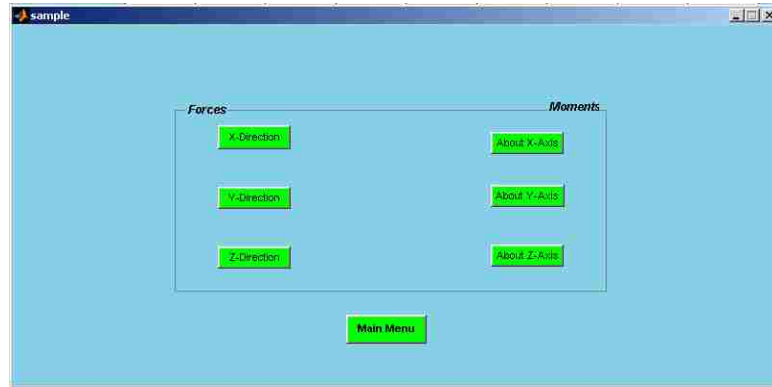 sample
Forces
Moments
X-Direction
About X-Axis
Y-Direction
About Y-Axis
Z-Direction
About Z-Axis
Main Menu